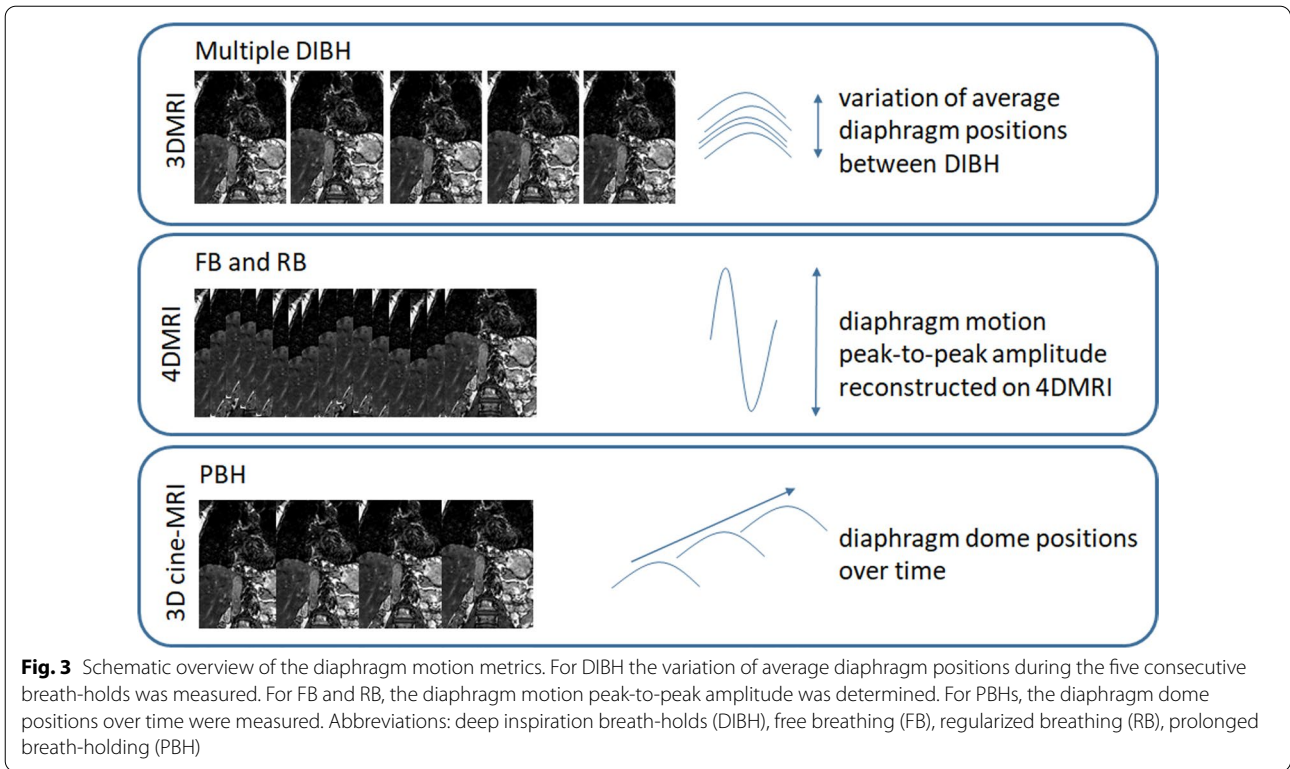 Multiple DIBH
3DMRI
variation of average
diaphragm positions
between DIBH
FB and RB
4DMRI
diaphragm motion
peak-to-peak amplitude
reconstructed on 4DMRI
PBH
3D cine-MRI
diaphragm dome positions
over time
Fig. 3 Schematic overview of the diaphragm motion metrics. For DIBH the variation of average diaphragm positions during the five consecutive
breath-holds was measured. For FB and RB, the diaphragm motion peak-to-peak amplitude was determined. For PBHs, the diaphragm dome
positions over time were measured. Abbreviations: deep inspiration breath-holds (DIBH), free breathing (FB), regularized breathing (RB), prolonged
breath-holding (PBH)